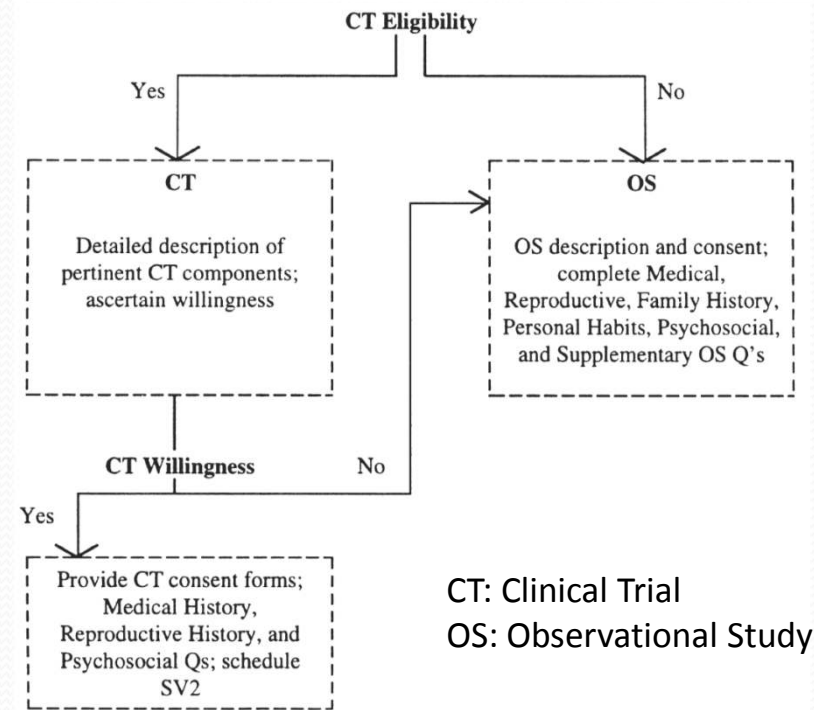 CT Eligibility
Yes
No
CT
Detailed description of
pertinent CT components;
ascertain willingness
OS
OS description and consent;
complete Medical,
Reproductive, Family History,
Personal Habits, Psychosocial,
and Supplementary OS Q's
CT Willingness
No
Yes
Provide CT consent forms;
Medical History,
Reproductive History, and
Psychosocial Qs; schedule
SV2
CT: Clinical Trial
OS: Observational Study